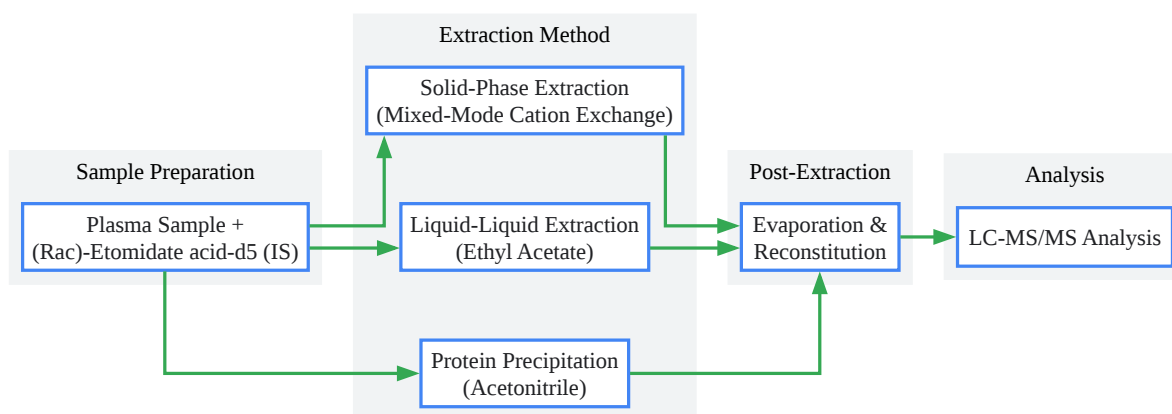 Extraction Method
Solid-Phase Extraction
(Mixed-Mode Cation Exchange)
Sample Preparation
Plasma Sample +
(Rac)-Etomidate acid-d5 (IS)
Liquid-Liquid Extraction
(Ethyl Acetate)
Protein Precipitation
(Acetonitrile)
Post-Extraction
Evaporation &
Reconstitution
Analysis
LC-MS/MS Analysis